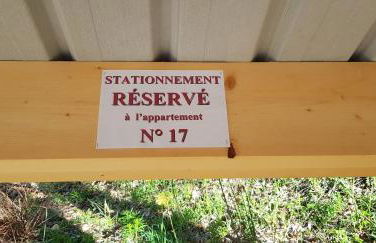 STATIONNEMENT
RÉSERVÉ
à l'appartement
N° 17